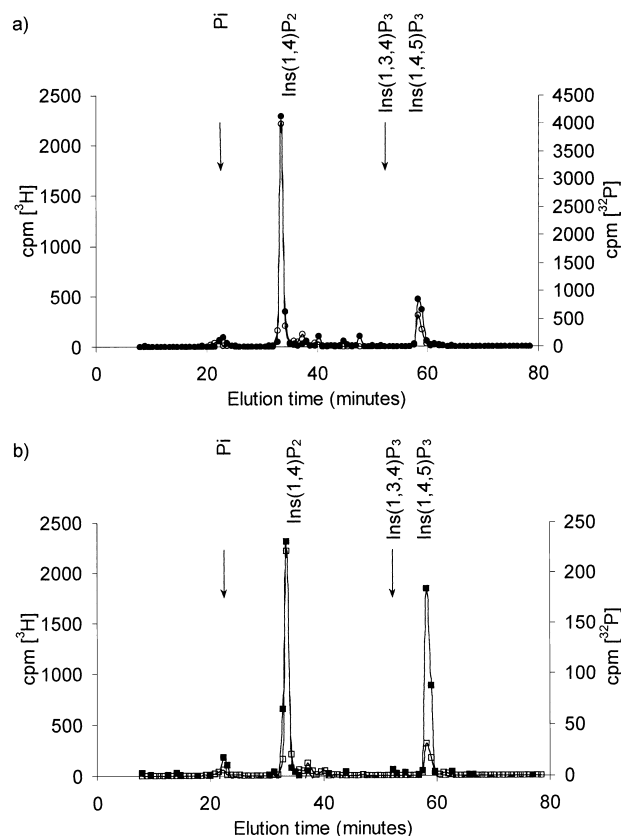 a)
Pi
Ins(1,4)P2
Ins(1,3,4)P3
Ins(1,4,5)P3
2500
2000
1500
1000
500
0
cpm [3H]
4500
4000
3500
3000
2500
2000
1500
1000
500
0
cpm [32P]
0 20 40 60 80
Elution time (minutes)
b)
Pi
Ins(1,4)P2
Ins(1,3,4)P3
Ins(1,4,5)P3
2500
2000
1500
1000
500
0
cpm [3H]
250
200
150
100
50
0
cpm [32P]
0 20 40 60 80
Elution time (minutes)